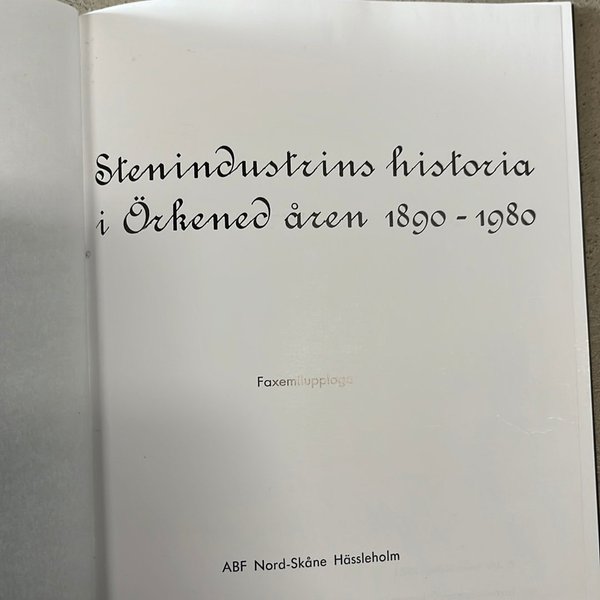 Stenindustrins historia
i Örkened åren 1890 - 1980
Faxemilupplaga
ABF Nord-Skåne Hässleholm